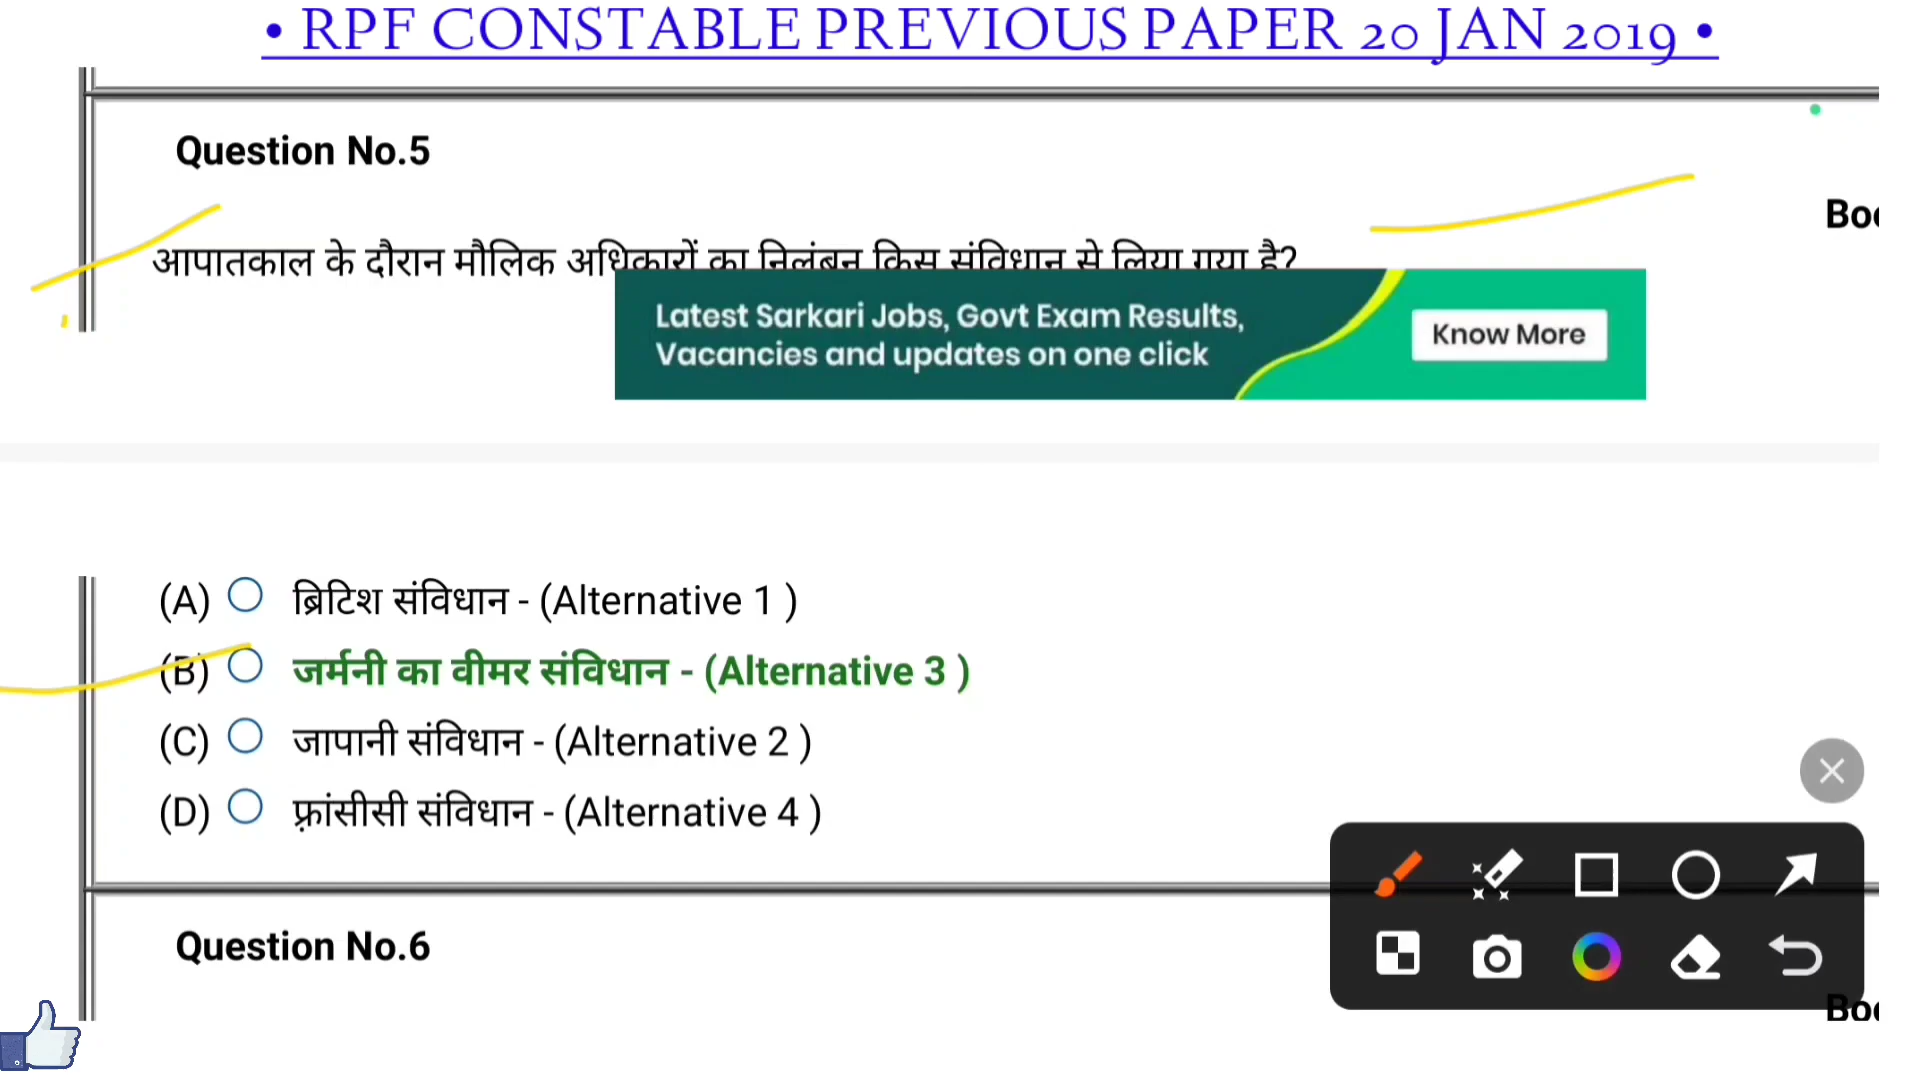 • RPF CONSTABLE PREVIOUS PAPER 20 JAN 2019 •
Question No.5
आपातकाल के दौरान मौलिक अधिकारों का निलंबन किस संविधान से लिया गया है?
Latest Sarkari Jobs, Govt Exam Results,
Vacancies and updates on one click
Know More
(A) ब्रिटिश संविधान - (Alternative 1 )
(B) जर्मनी का वीमर संविधान - (Alternative 3 )
(C) जापानी संविधान - (Alternative 2 )
(D) फ़्रांसीसी संविधान - (Alternative 4 )
Question No.6